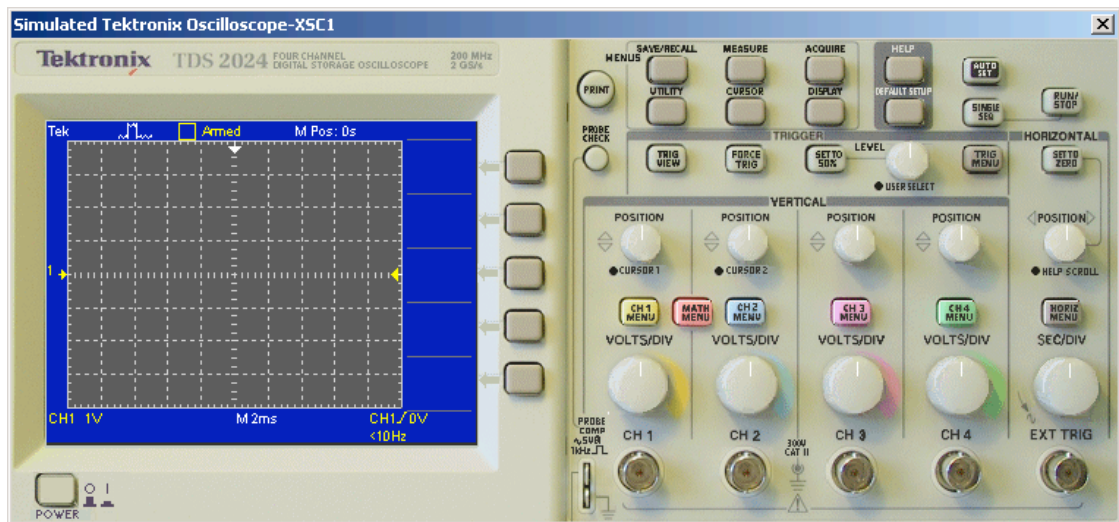 Simulated Tektronix Oscilloscope-XSC1
Tektronix TDS 2024 FOUR CHANNEL DIGITAL STORAGE OSCILLOSCOPE 200 MHz 2 GS/s
Tek Armed M Pos: 0s
1
CH1 1V M 2ms CH1 / 0V
<10Hz
POWER
O I
MENUS
SAVE/RECALL MEASURE ACQUIRE HELP
PRINT
UTILITY CURSOR DISPLAY DEFAULT SETUP
AUTO SET
SINGLE SEQ
RUN/ STOP
PROBE CHECK
TRIGGER
TRIG VIEW
FORCE TRIG
SET TO 50%
LEVEL
USER SELECT
TRIG MENU
HORIZONTAL
SET TO ZERO
VERTICAL
POSITION POSITION POSITION POSITION POSITION
CURSOR 1 CURSOR 2 HELP SCROLL
CH 1 MENU
MATH MENU
CH 2 MENU
CH 3 MENU
CH 4 MENU
HORIZ MENU
VOLTS/DIV VOLTS/DIV VOLTS/DIV VOLTS/DIV SEC/DIV
PROBE COMP
~5V@
1kHz
CH 1 CH 2 CH 3 CH 4 EXT TRIG
300V
CAT II